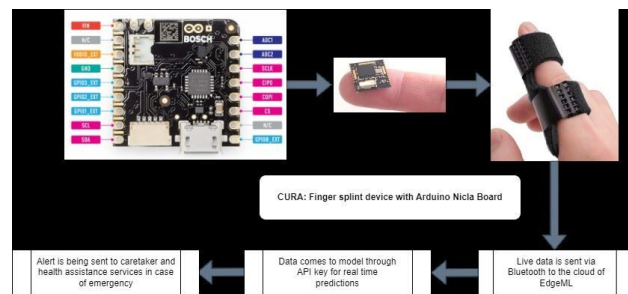 VIN
N/C
VDDIO_EXT
GND
GPIO3_EXT
GPIO2_EXT
GPIO1_EXT
SCL
SDA
BOSCH
ADC1
ADC2
SCLK
CIPO
COPI
CS
N/C
GPIO0_EXT
CURA: Finger splint device with Arduino Nicla Board
Alert is being sent to caretaker and
health assistance services in case
of emergency
Data comes to model through
API key for real time
predictions
Live data is sent via
Bluetooth to the cloud of
EdgeML